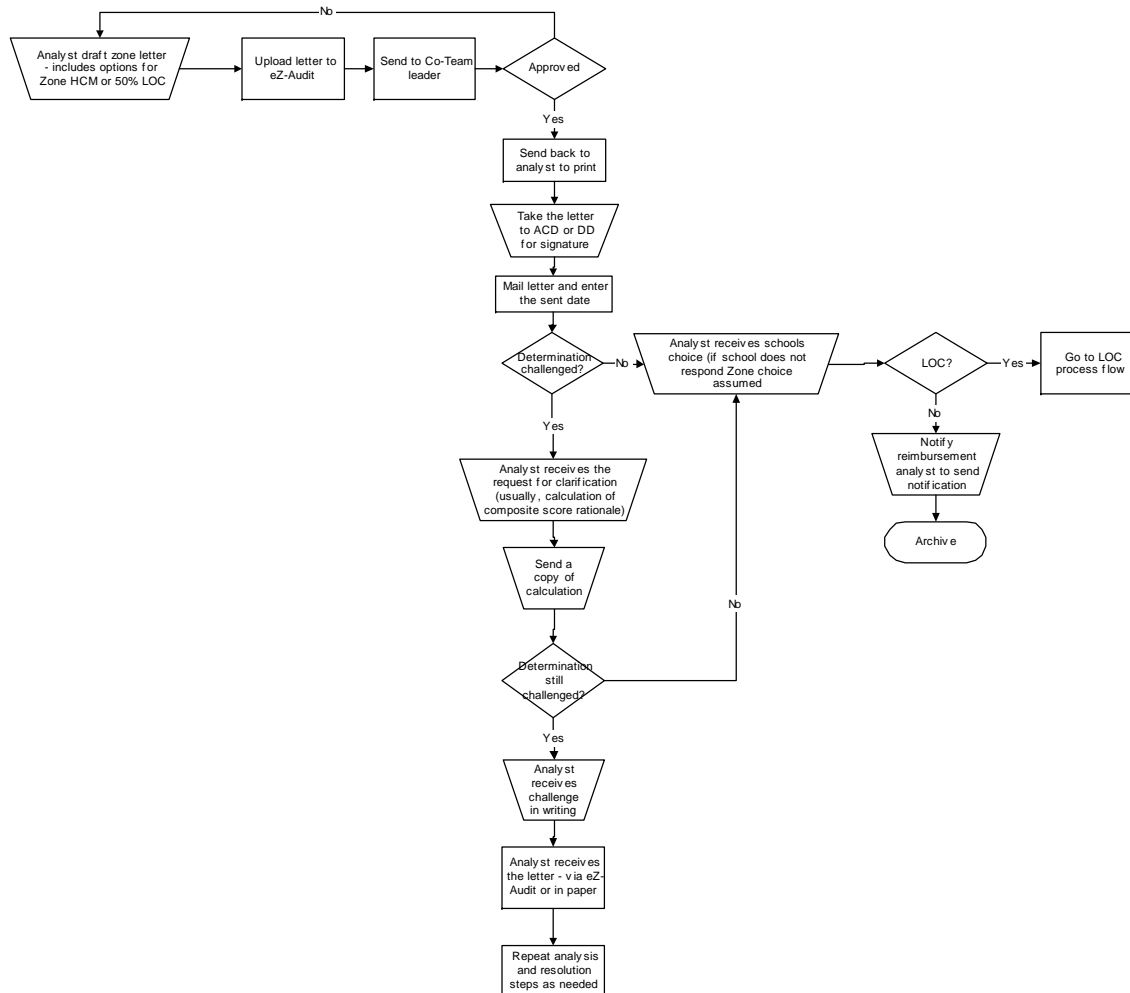 No
Analyst draft zone letter
- includes options for
Zone HCM or 50% LOC
Upload letter to
eZ-Audit
Send to Co-Team
leader
Approved
Yes
Send back to
analyst to print
Take the letter
to ACD or DD
for signature
Mail letter and enter
the sent date
Determination
challenged?
No
Analyst receives schools
choice (if school does not
respond Zone choice
assumed
LOC?
Yes
Go to LOC
process flow
No
Notify
reimbursement
analyst to send
notification
Archive
Yes
Analyst receives the
request for clarification
(usually, calculation of
composite score rationale)
Send a
copy of
calculation
No
Determination
still
challenged?
Yes
Analyst
receives
challenge
in writing
Analyst receives
the letter - via eZ-
Audit or in paper
Repeat analysis
and resolution
steps as needed